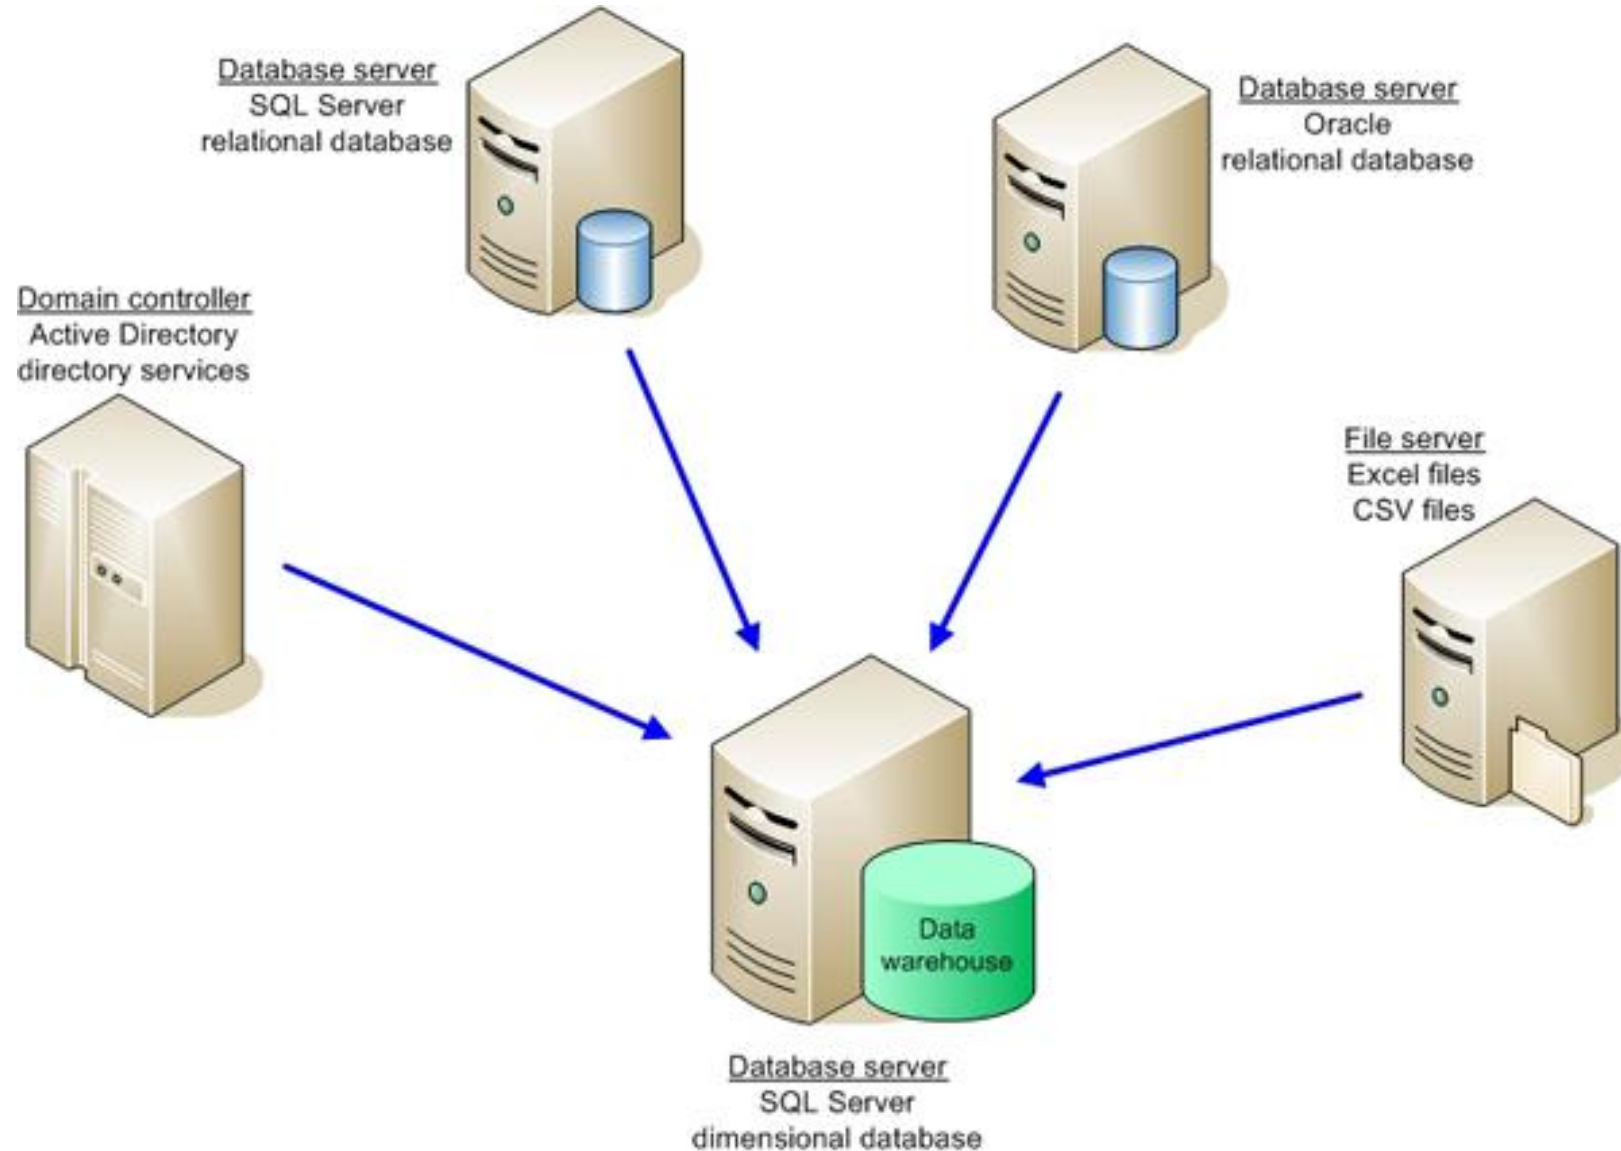 Database server
SQL Server
relational database
Database server
Oracle
relational database
Domain controller
Active Directory
directory services
File server
Excel files
CSV files
Data
warehouse
Database server
SQL Server
dimensional database